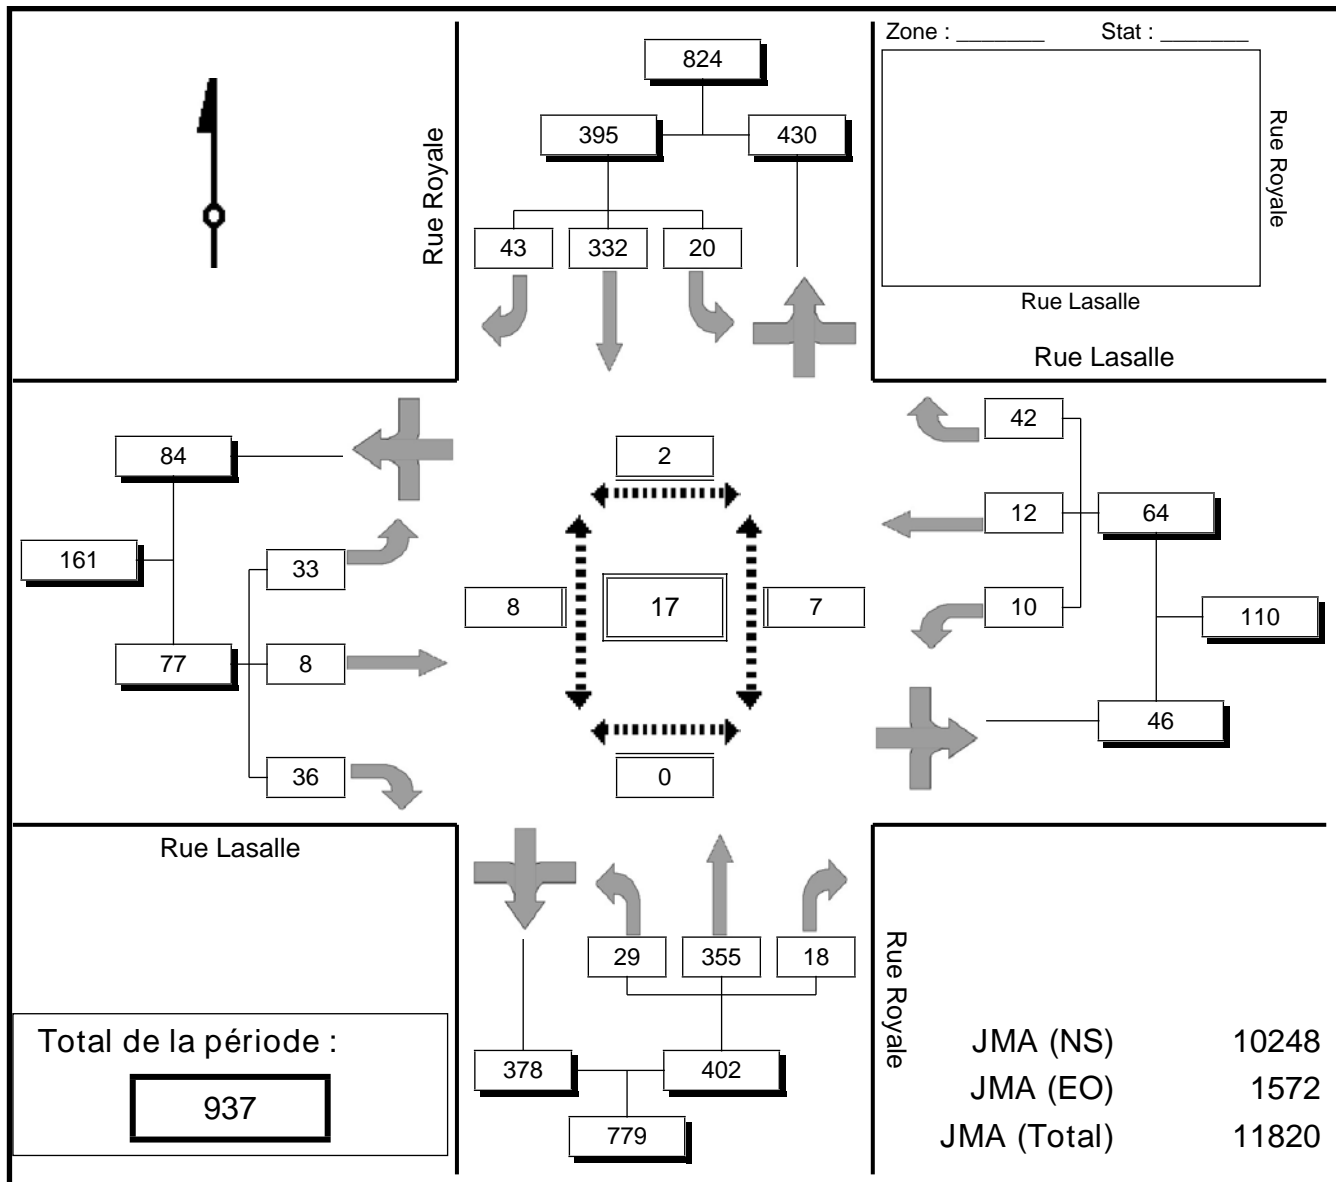 Zone : _______ Stat : _______
824
395 430
Rue Royale
Rue Royale
43 332 20
Rue Lasalle
Rue Lasalle
84
2
42
12
64
161
33
8
17
7
10
110
77
8
46
36
0
Rue Lasalle
29 355 18
Rue Royale
Total de la période :
937
378 402
779
JMA (NS) 10248
JMA (EO) 1572
JMA (Total) 11820